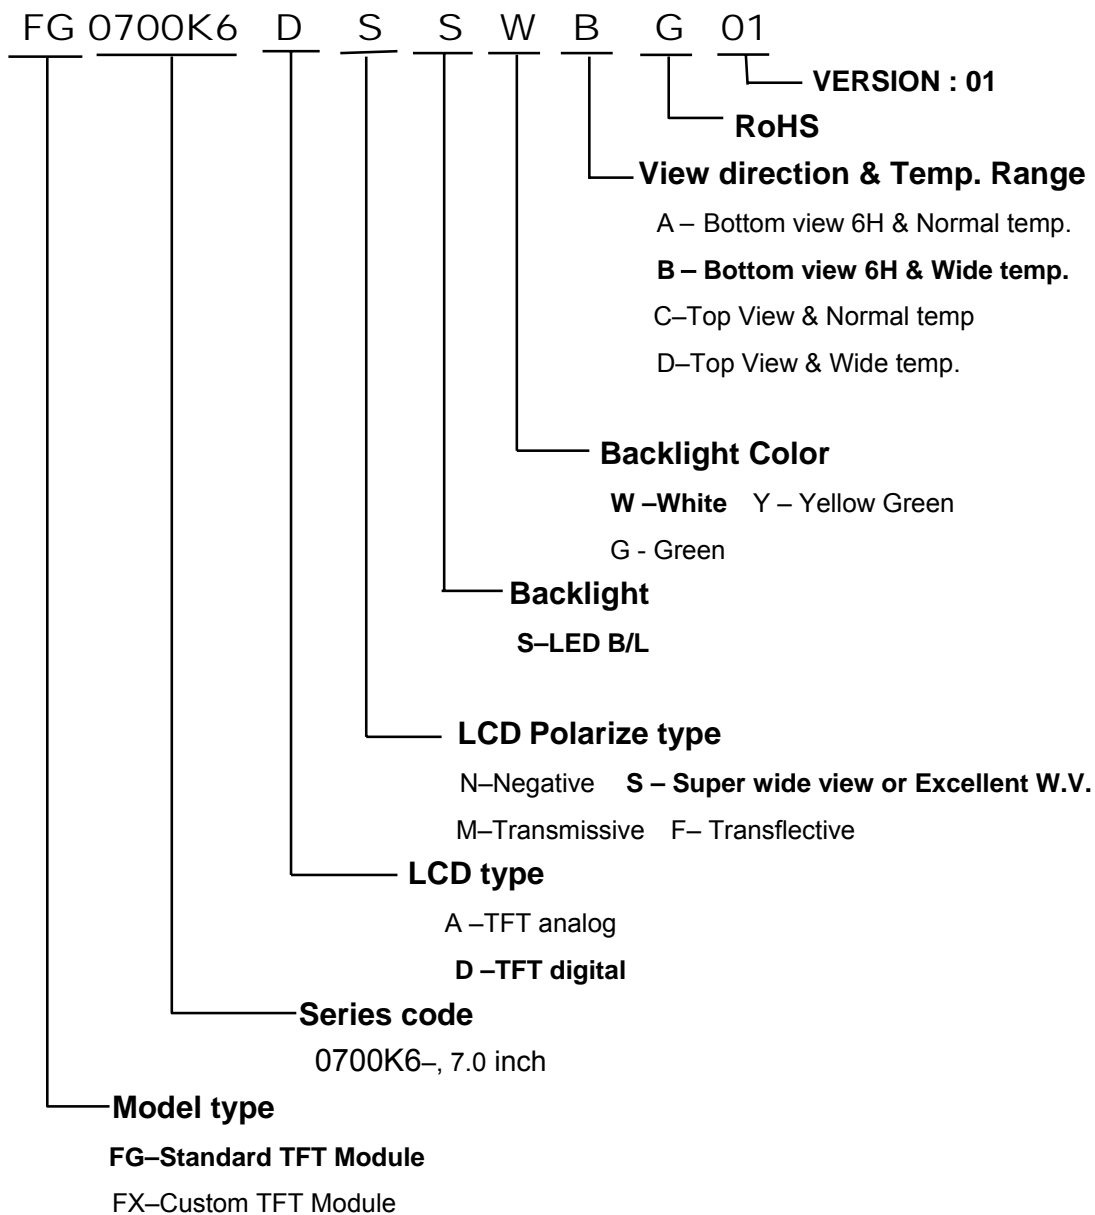 FG 0700K6 D S S W B G 01
VERSION : 01
RoHS
View direction & Temp. Range
A – Bottom view 6H & Normal temp.
B – Bottom view 6H & Wide temp.
C–Top View & Normal temp
D–Top View & Wide temp.
Backlight Color
W –White Y – Yellow Green
G - Green
Backlight
S–LED B/L
LCD Polarize type
N–Negative S – Super wide view or Excellent W.V.
M–Transmissive F– Transflective
LCD type
A –TFT analog
D –TFT digital
Series code
0700K6–, 7.0 inch
Model type
FG–Standard TFT Module
FX–Custom TFT Module